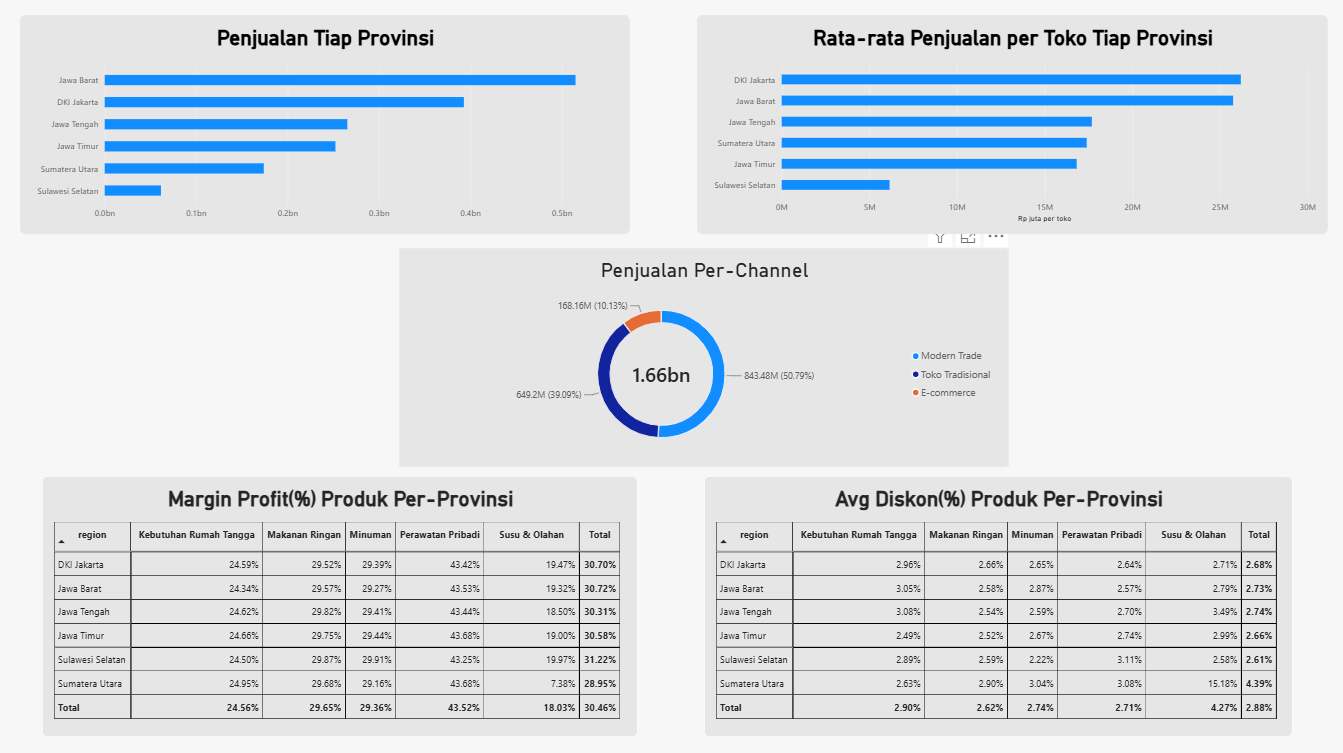 Penjualan Tiap Provinsi
Jawa Barat
DKI Jakarta
Jawa Tengah
Jawa Timur
Sumatera Utara
Sulawesi Selatan
0.0bn 0.1bn 0.2bn 0.3bn 0.4bn 0.5bn
Rata-rata Penjualan per Toko Tiap Provinsi
DKI Jakarta
Jawa Barat
Jawa Tengah
Sumatera Utara
Jawa Timur
Sulawesi Selatan
0M 5M 10M 15M 20M 25M 30M
Rp juta per toko
Penjualan Per-Channel
168.16M (10.13%)
1.66bn
843.48M (50.79%)
649.2M (39.09%)
Modern Trade
Toko Tradisional
E-commerce
Margin Profit(%) Produk Per-Provinsi
region Kebutuhan Rumah Tangga Makanan Ringan Minuman Perawatan Pribadi Susu & Olahan Total
DKI Jakarta 24.59% 29.52% 29.39% 43.42% 19.47% 30.70%
Jawa Barat 24.34% 29.57% 29.27% 43.53% 19.32% 30.72%
Jawa Tengah 24.62% 29.82% 29.41% 43.44% 18.50% 30.31%
Jawa Timur 24.66% 29.75% 29.44% 43.68% 19.00% 30.58%
Sulawesi Selatan 24.50% 29.87% 29.91% 43.25% 19.97% 31.22%
Sumatera Utara 24.95% 29.68% 29.16% 43.68% 7.38% 28.95%
Total 24.56% 29.65% 29.36% 43.52% 18.03% 30.46%
Avg Diskon(%) Produk Per-Provinsi
region Kebutuhan Rumah Tangga Makanan Ringan Minuman Perawatan Pribadi Susu & Olahan Total
DKI Jakarta 2.96% 2.66% 2.65% 2.64% 2.71% 2.68%
Jawa Barat 3.05% 2.58% 2.87% 2.57% 2.79% 2.73%
Jawa Tengah 3.08% 2.54% 2.59% 2.70% 3.49% 2.74%
Jawa Timur 2.49% 2.52% 2.67% 2.74% 2.99% 2.66%
Sulawesi Selatan 2.89% 2.59% 2.22% 3.11% 2.58% 2.61%
Sumatera Utara 2.63% 2.90% 3.04% 3.08% 15.18% 4.39%
Total 2.90% 2.62% 2.74% 2.71% 4.27% 2.88%